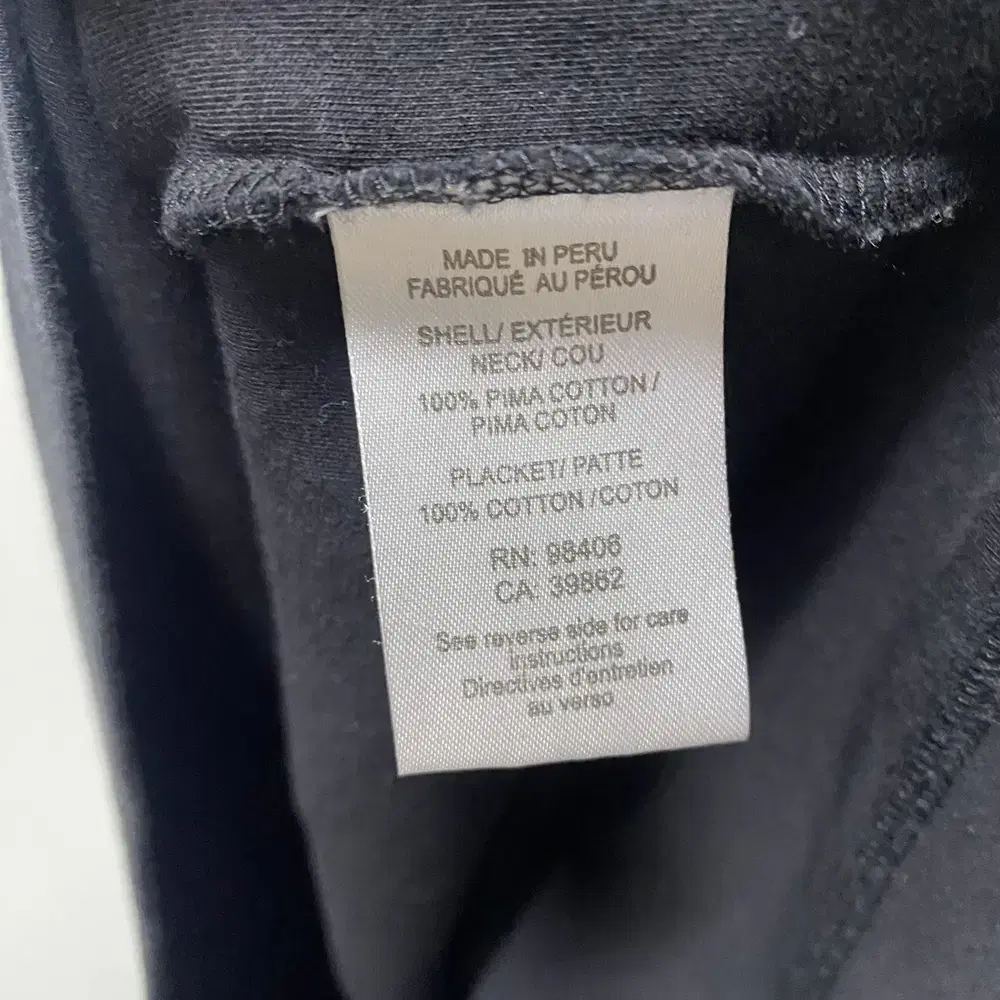 MADE IN PERU
FABRIQUÉ AU PÉROU
SHELL/ EXTÉRIEUR
NECK/ COU
100% PIMA COTTON /
PIMA COTON
PLACKET/ PATTE
100% COTTON /COTON
RN: 98406
CA: 39862
See reverse side for care
instructions
Directives d'entretien
au verso